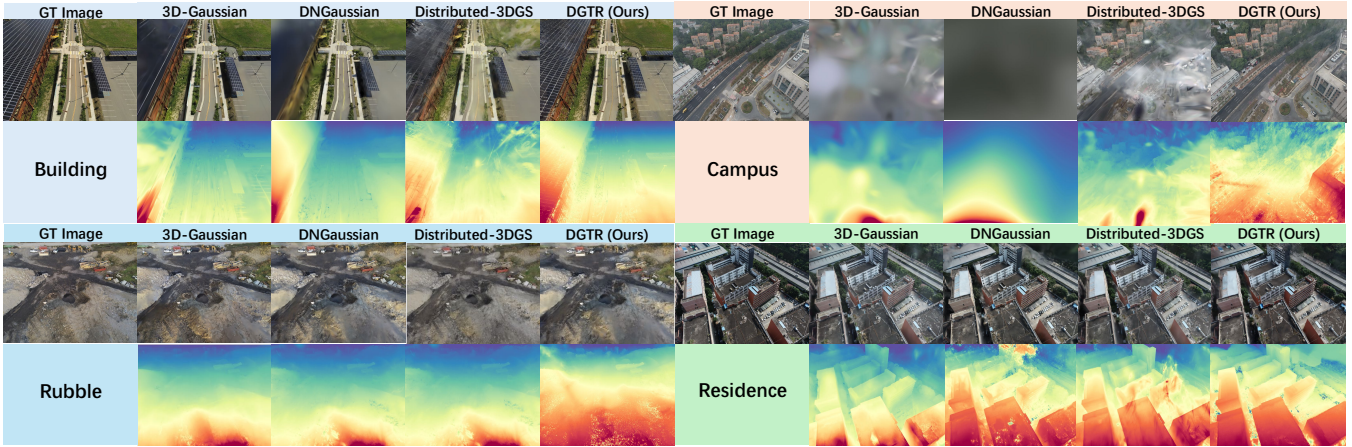 GT Image 3D-Gaussian DNGaussian Distributed-3DGS DGTR (Ours) GT Image 3D-Gaussian DNGaussian Distributed-3DGS DGTR (Ours)
Building Campus
GT Image 3D-Gaussian DNGaussian Distributed-3DGS DGTR (Ours) GT Image 3D-Gaussian DNGaussian Distributed-3DGS DGTR (Ours)
Rubble Residence